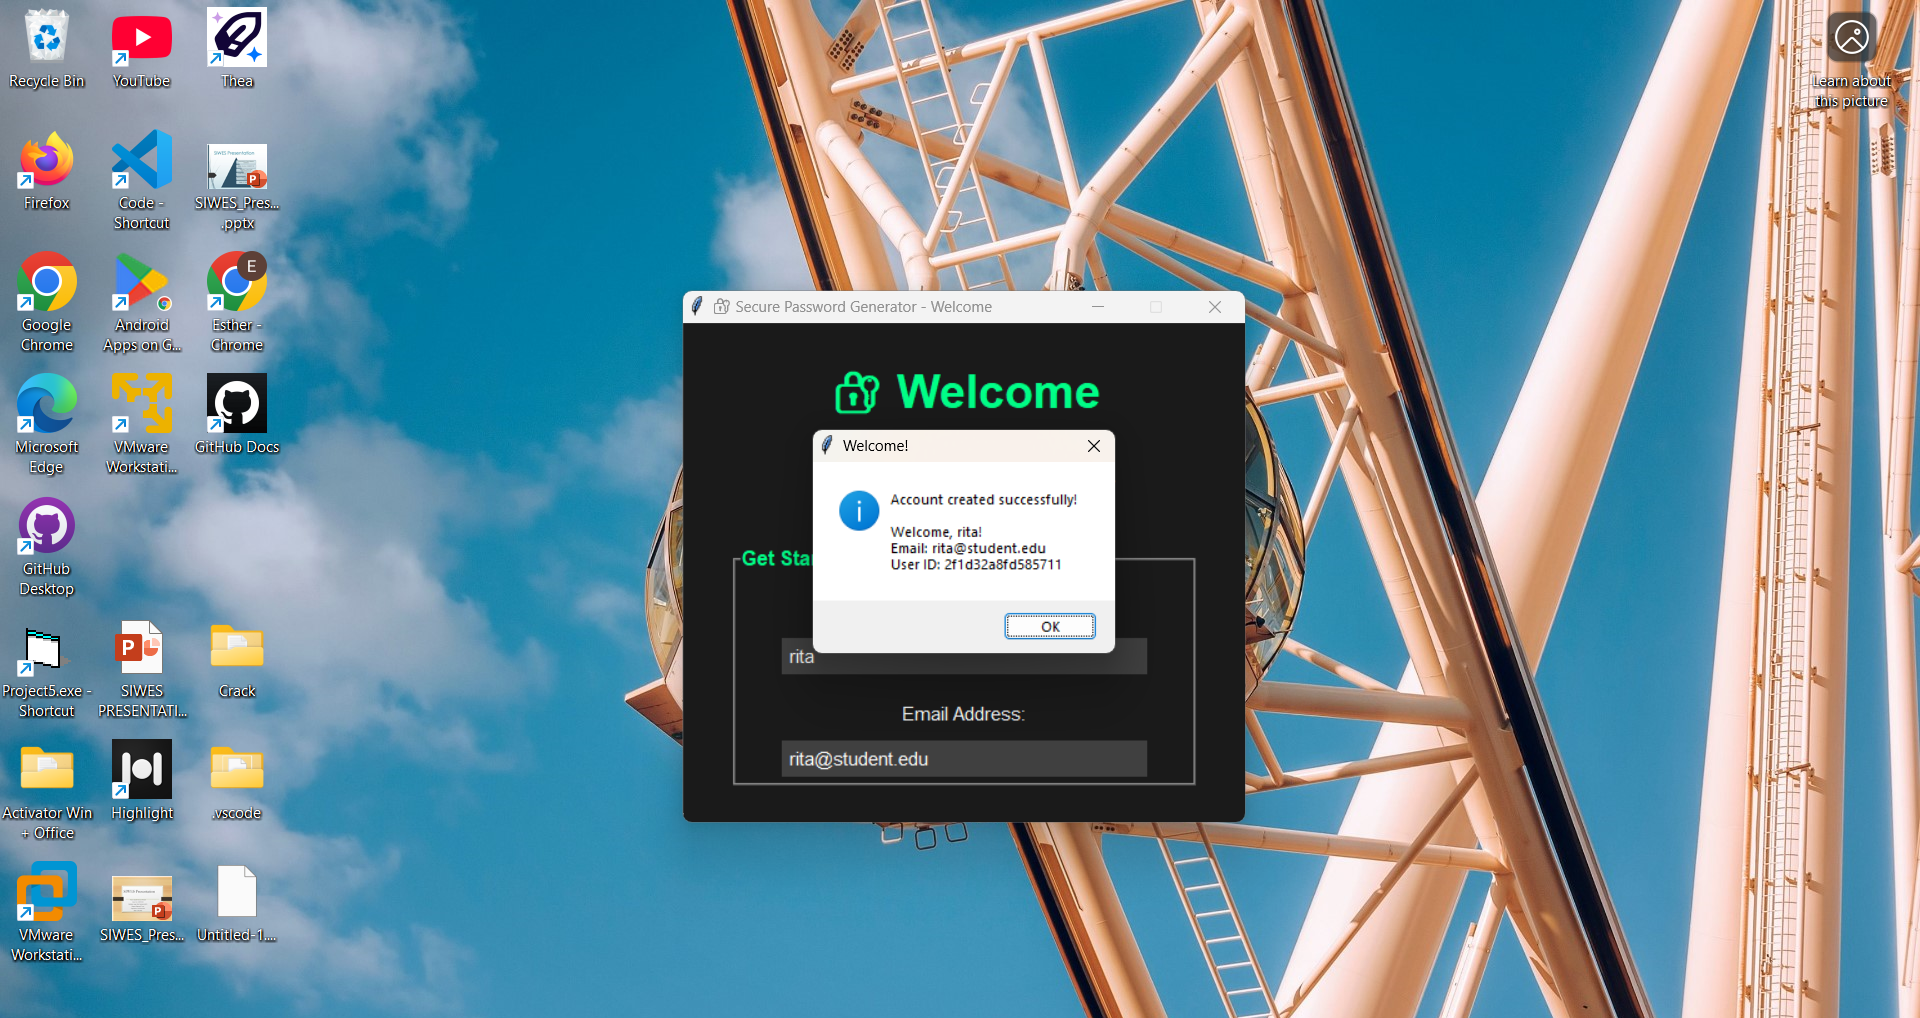 Recycle Bin
YouTube
Thea
Learn about
this picture
Firefox
Code -
Shortcut
SIWES_Pres...
.pptx
Google
Chrome
Android
Apps on G...
E
Esther -
Chrome
Microsoft
Edge
VMware
Workstati...
GitHub Docs
GitHub
Desktop
Project5.exe -
Shortcut
SIWES
PRESENTATI...
Crack
Activator Win
+ Office
Highlight
.vscode
VMware
Workstati...
SIWES_Pres...
Untitled-1....
Secure Password Generator - Welcome
Welcome
Welcome!
Account created successfully!
Welcome, rita!
Email: rita@student.edu
User ID: 2f1d32a8fd585711
OK
Get Star
rita
Email Address:
rita@student.edu